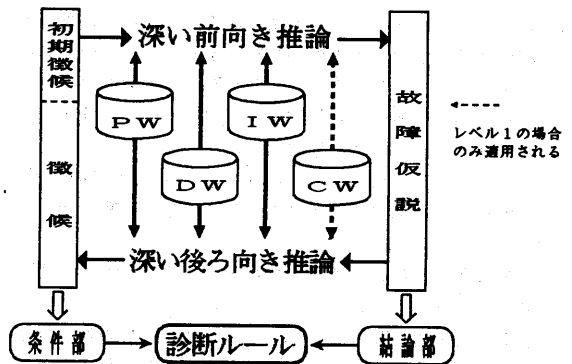 初期徴候
深い前向き推論
PW
IW
DW
CW
徴候
故障仮説
レベル1の場合
のみ適用される
深い後ろ向き推論
条件部
診断ルール
結論部